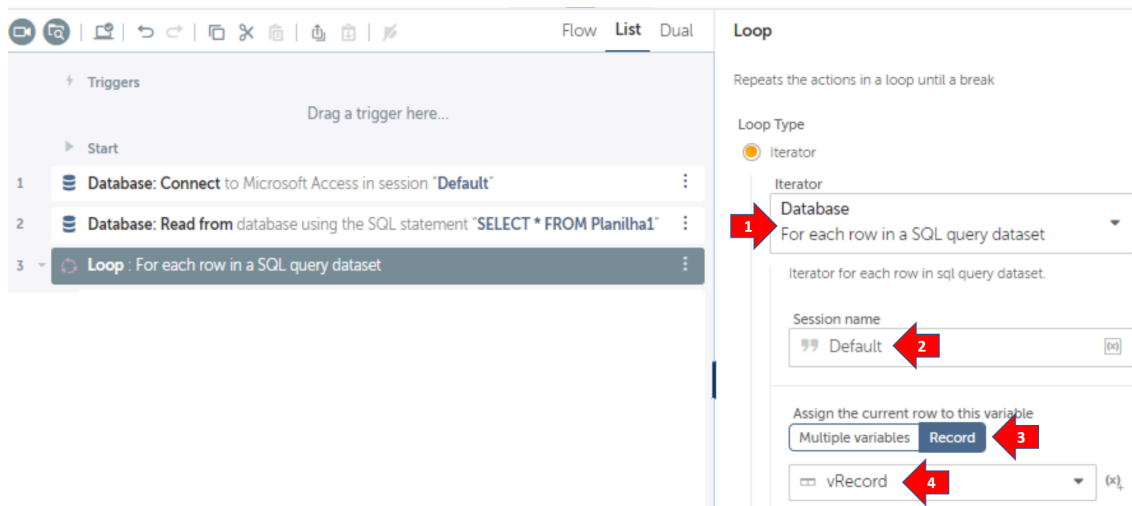 Flow List Dual
Triggers
Drag a trigger here...
Start
1 Database: Connect to Microsoft Access in session "Default"
2 Database: Read from database using the SQL statement "SELECT * FROM Planilha1"
3 Loop : For each row in a SQL query dataset
Loop
Repeats the actions in a loop until a break
Loop Type
Iterator
Iterator
Database
1
For each row in a SQL query dataset
Iterator for each row in sql query dataset.
Session name
Default 2 (x)
Assign the current row to this variable
Multiple variables Record 3
vRecord 4 (x)+